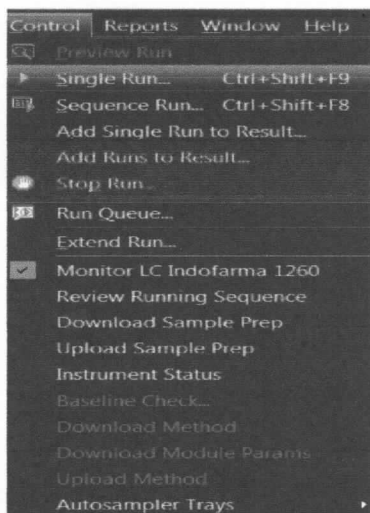 Control Reports Window Help
Preview Run
Single Run... Ctrl+Shift+F9
Sequence Run... Ctrl+Shift+F8
Add Single Run to Result...
Add Runs to Result...
Stop Run...
Run Queue...
Extend Run...
Monitor LC Indofarma 1260
Review Running Sequence
Download Sample Prep
Upload Sample Prep
Instrument Status
Baseline Check...
Download Method
Download Module Params
Upload Method
Autosampler Trays